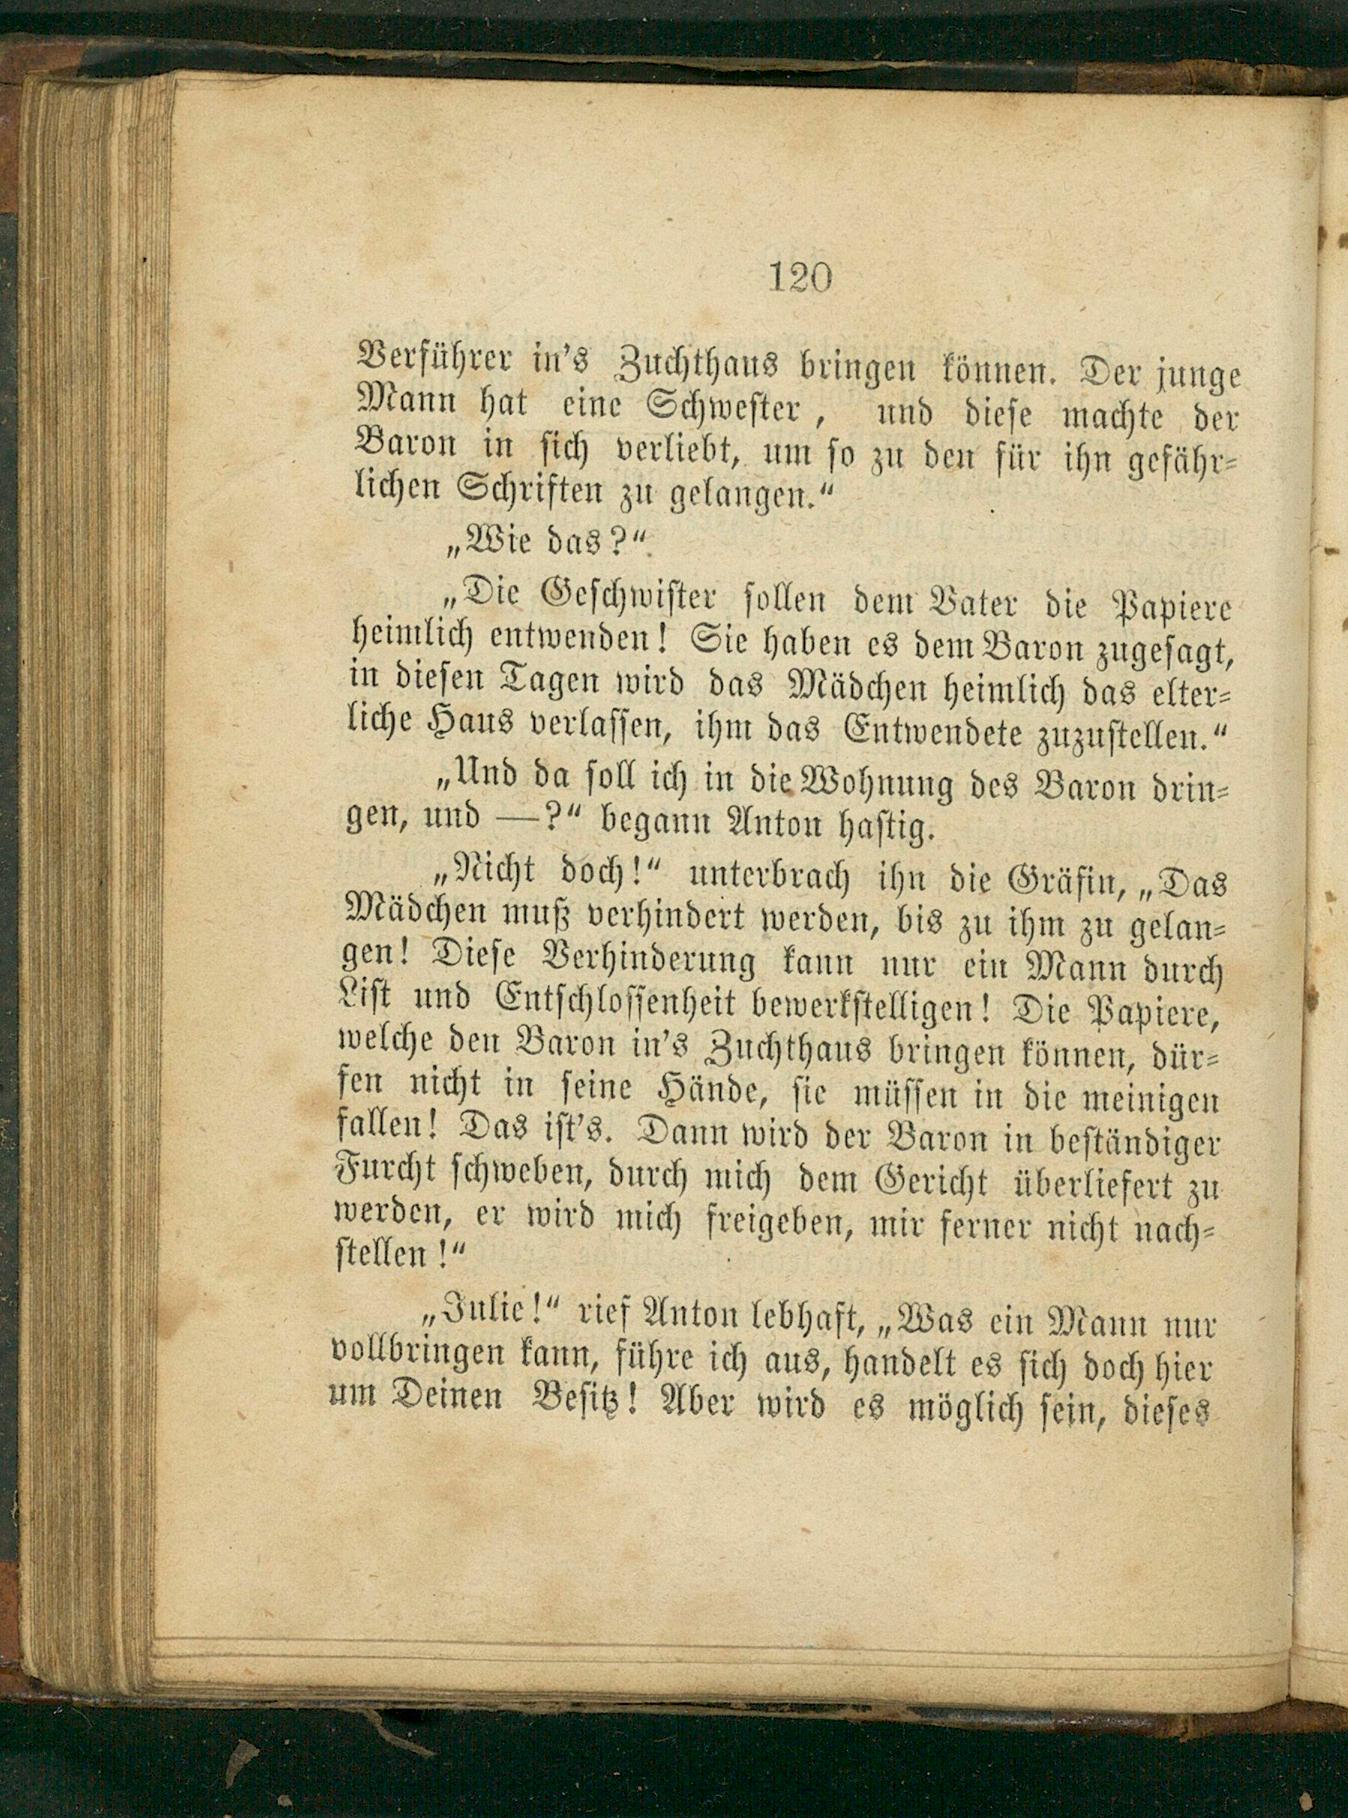 120
Verführer in's Zuchthaus bringen können. Der junge
Mann hat eine Schwester, und diese machte der
Baron in sich verliebt, um so zu den für ihn gefähr-
lichen Schriften zu gelangen.“
„Wie das?“
„Die Geschwister sollen dem Vater die Papiere
heimlich entwenden! Sie haben es dem Baron zugesagt,
in diesen Tagen wird das Mädchen heimlich das elter-
liche Haus verlassen, ihm das Entwendete zuzustellen.“
„Und da soll ich in die Wohnung des Baron drin-
gen, und —?“ begann Anton hastig.
„Nicht doch!“ unterbrach ihn die Gräfin, „Das
Mädchen muß verhindert werden, bis zu ihm zu gelan-
gen! Diese Verhinderung kann nur ein Mann durch
List und Entschlossenheit bewerkstelligen! Die Papiere,
welche den Baron in's Zuchthaus bringen können, dür-
fen nicht in seine Hände, sie müssen in die meinigen
fallen! Das ist's. Dann wird der Baron in beständiger
Furcht schweben, durch mich dem Gericht überliefert zu
werden, er wird mich freigeben, mir ferner nicht nach-
stellen!“
„Julie!“ rief Anton lebhaft, „Was ein Mann nur
vollbringen kann, führe ich aus, handelt es sich doch hier
um Deinen Besitz! Aber wird es möglich sein, dieses